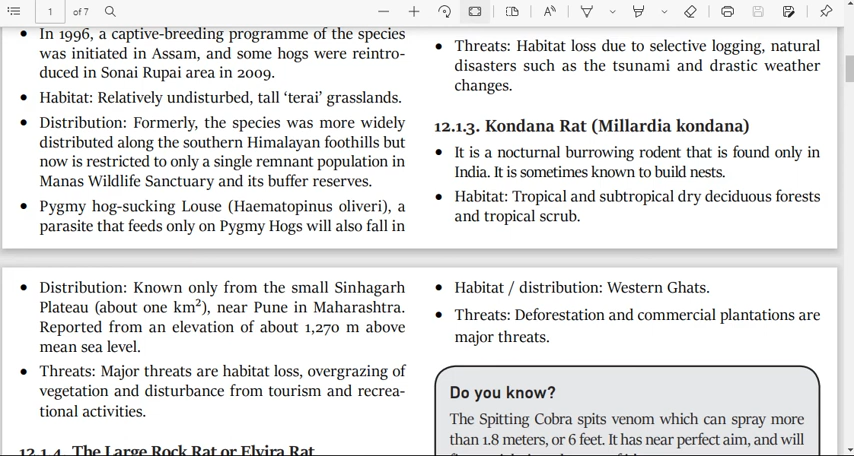 1
of 7
In 1996, a captive-breeding programme of the species
was initiated in Assam, and some hogs were reintro-
duced in Sonai Rupai area in 2009.
• Habitat: Relatively undisturbed, tall ‘terai’ grasslands.
• Distribution: Formerly, the species was more widely
distributed along the southern Himalayan foothills but
now is restricted to only a single remnant population in
Manas Wildlife Sanctuary and its buffer reserves.
• Pygmy hog-sucking Louse (Haematopinus oliveri), a
parasite that feeds only on Pygmy Hogs will also fall in
• Threats: Habitat loss due to selective logging, natural
disasters such as the tsunami and drastic weather
changes.
12.1.3. Kondana Rat (Millardia kondana)
• It is a nocturnal burrowing rodent that is found only in
India. It is sometimes known to build nests.
• Habitat: Tropical and subtropical dry deciduous forests
and tropical scrub.
• Distribution: Known only from the small Sinhagarh
Plateau (about one km²), near Pune in Maharashtra.
Reported from an elevation of about 1,270 m above
mean sea level.
• Threats: Major threats are habitat loss, overgrazing of
vegetation and disturbance from tourism and recrea-
tional activities.
12.1.4. The Large Rock Rat or Elvira Rat
• Habitat / distribution: Western Ghats.
• Threats: Deforestation and commercial plantations are
major threats.
Do you know?
The Spitting Cobra spits venom which can spray more
than 1.8 meters, or 6 feet. It has near perfect aim, and will